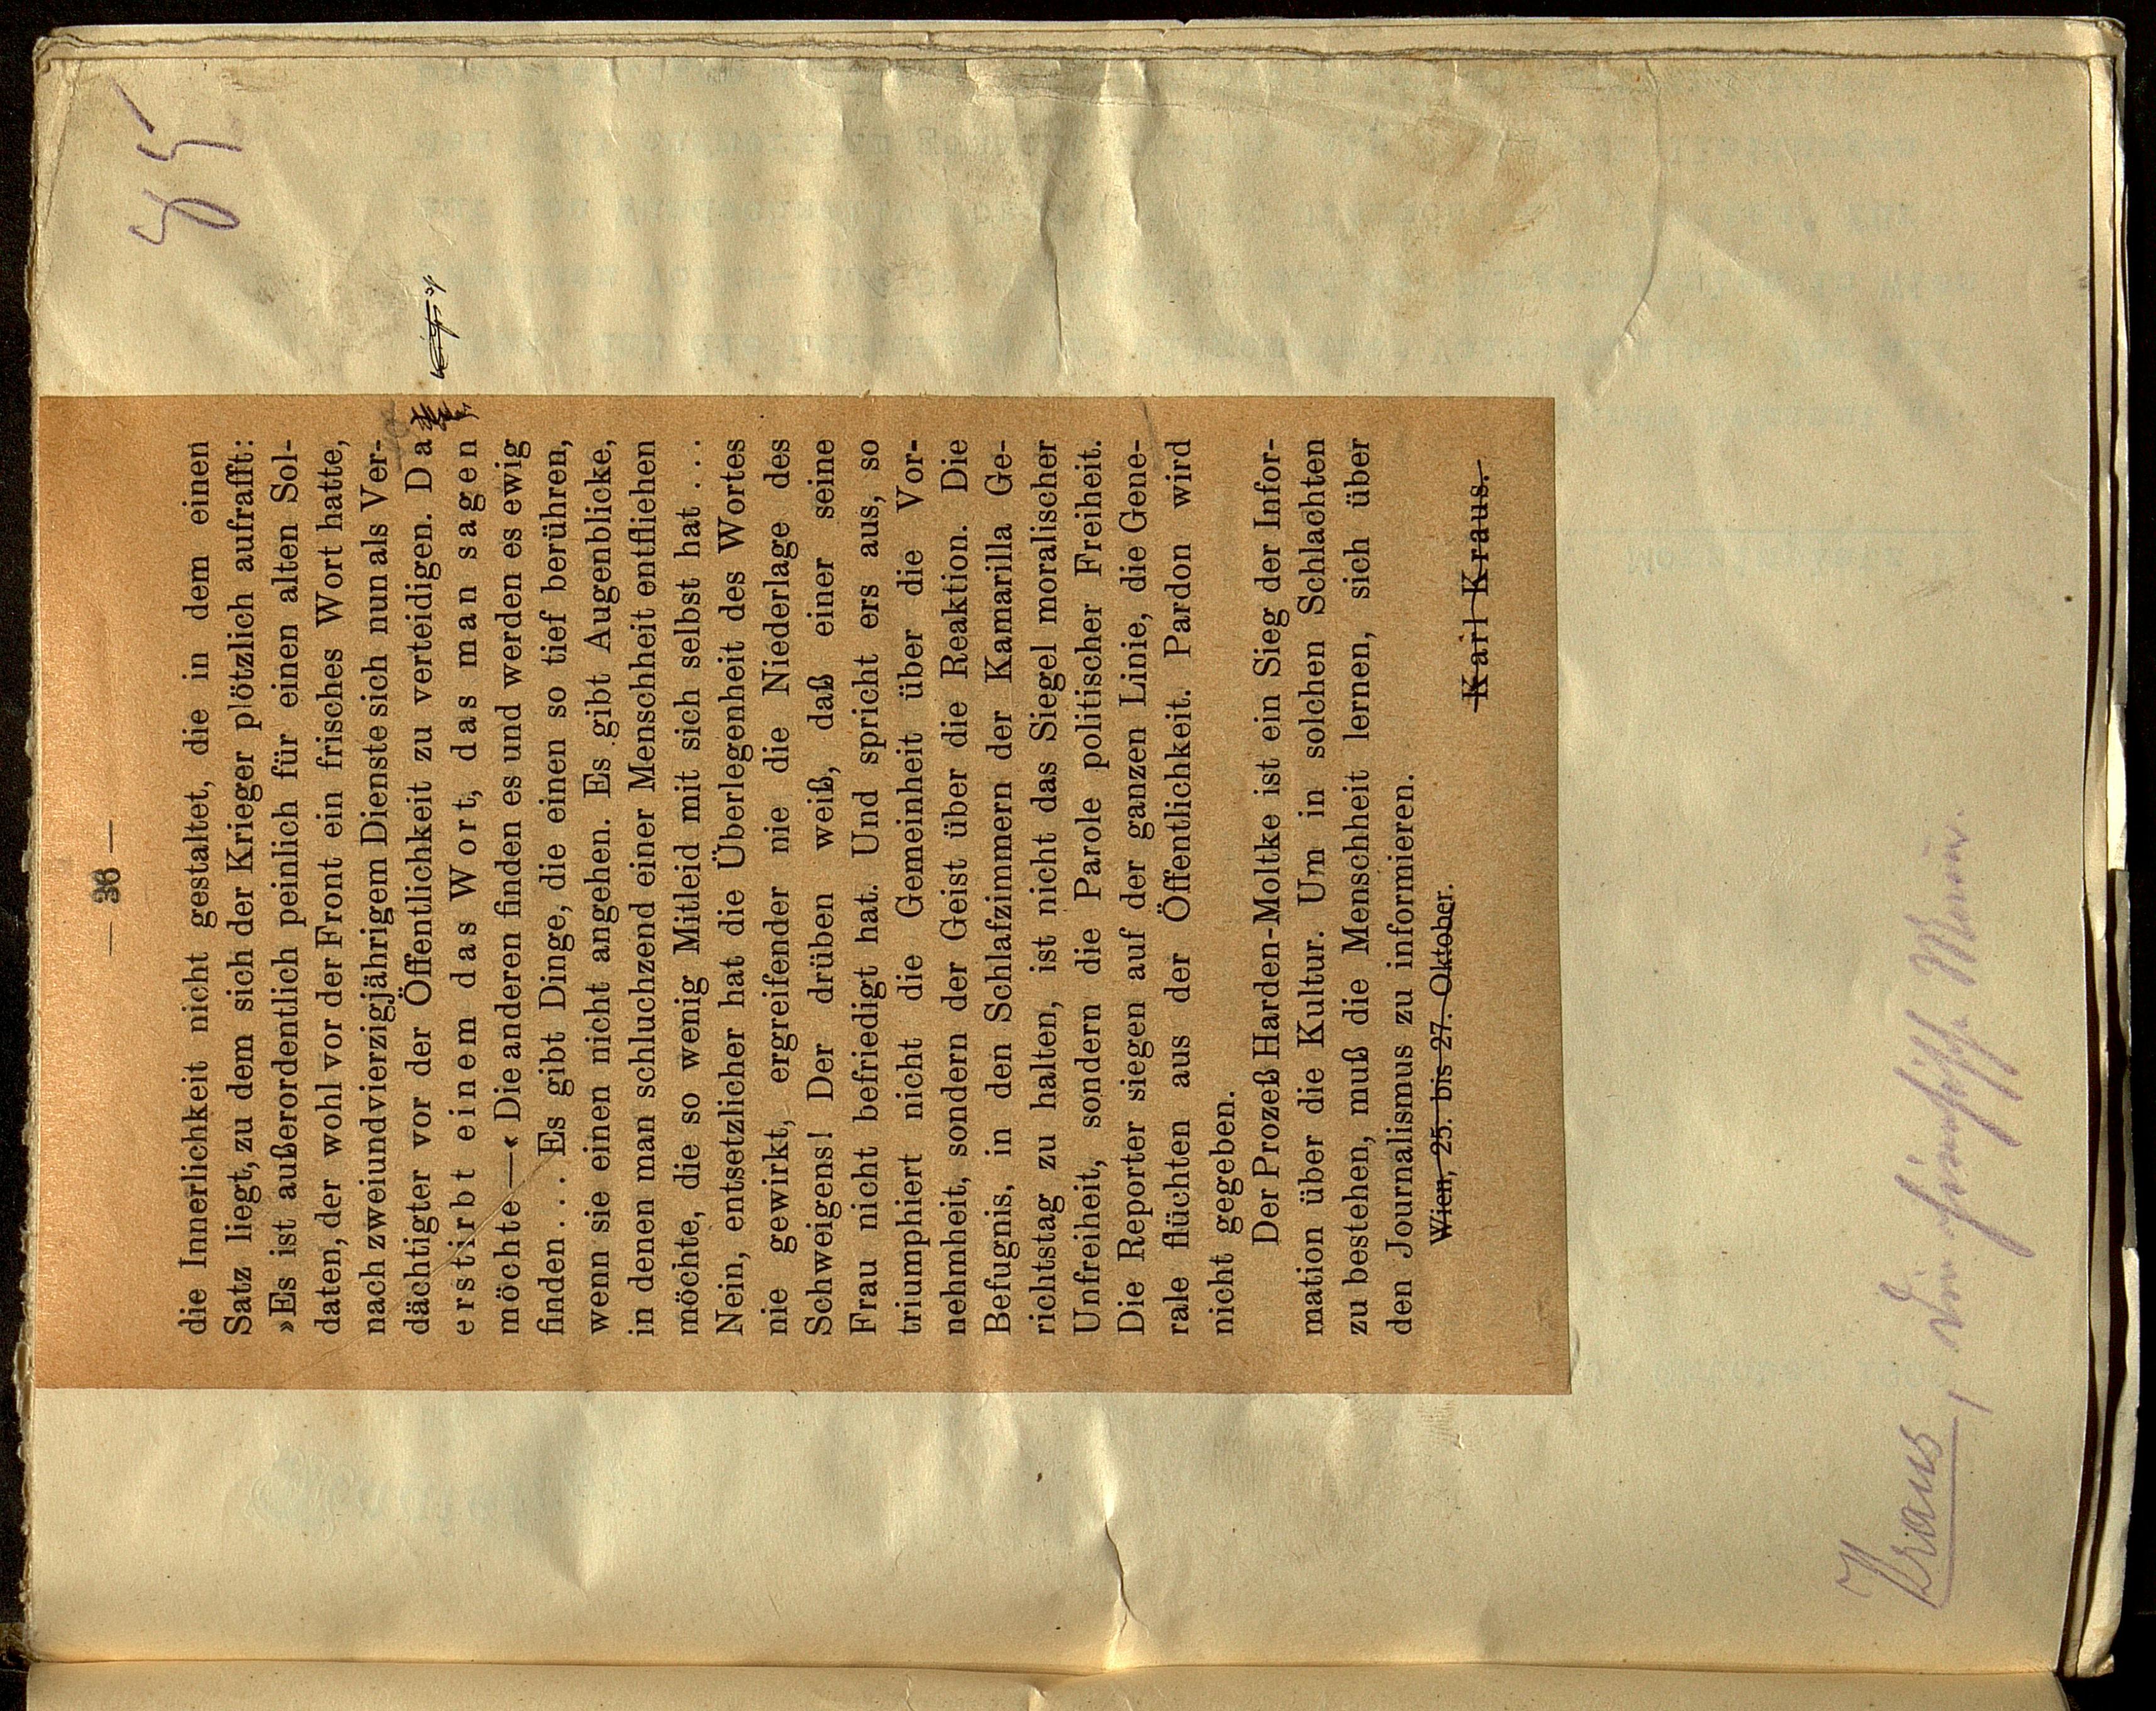 — 36 —
die Innerlichkeit nicht gestaltet, die in dem einen
Satz liegt, zu dem sich der Krieger plötzlich aufrafft:
»Es ist außerordentlich peinlich für einen alten Sol-
daten, der wohl vor der Front ein frisches Wort hatte,
nach zweiundvierzigjährigem Dienste sich nun als Ver-
dächtigter vor der Öffentlichkeit zu verteidigen. Da
erstirbt einem das Wort, das man sagen
möchte —« Die anderen finden es und werden es ewig
finden . . . Es gibt Dinge, die einen so tief berühren,
wenn sie einen nicht angehen. Es gibt Augenblicke,
in denen man schluchzend einer Menschheit entfliehen
möchte, die so wenig Mitleid mit sich selbst hat . . . .
Nein, entsetzlicher hat die Überlegenheit des Wortes
nie gewirkt, ergreifender nie die Niederlage des
Schweigens! Der drüben weiß, daß einer seine
Frau nicht befriedigt hat. Und spricht ers aus, so
triumphiert nicht die Gemeinheit über die Vor-
nehmheit, sondern der Geist über die Reaktion. Die
Befugnis, in den Schlafzimmern der Kamarilla Ge-
richtstag zu halten, ist nicht das Siegel moralischer
Unfreiheit, sondern die Parole politischer Freiheit.
Die Reporter siegen auf der ganzen Linie, die Gene-
rale flüchten aus der Öffentlichkeit. Pardon wird
nicht gegeben.
Der Prozeß Harden-Moltke ist ein Sieg der Infor-
mation über die Kultur. Um in solchen Schlachten
zu bestehen, muß die Menschheit lernen, sich über
den Journalismus zu informieren.
Wien, 25. bis 27. Oktober.
Karl Kraus.
Kraus, Die chinesische Mauer.